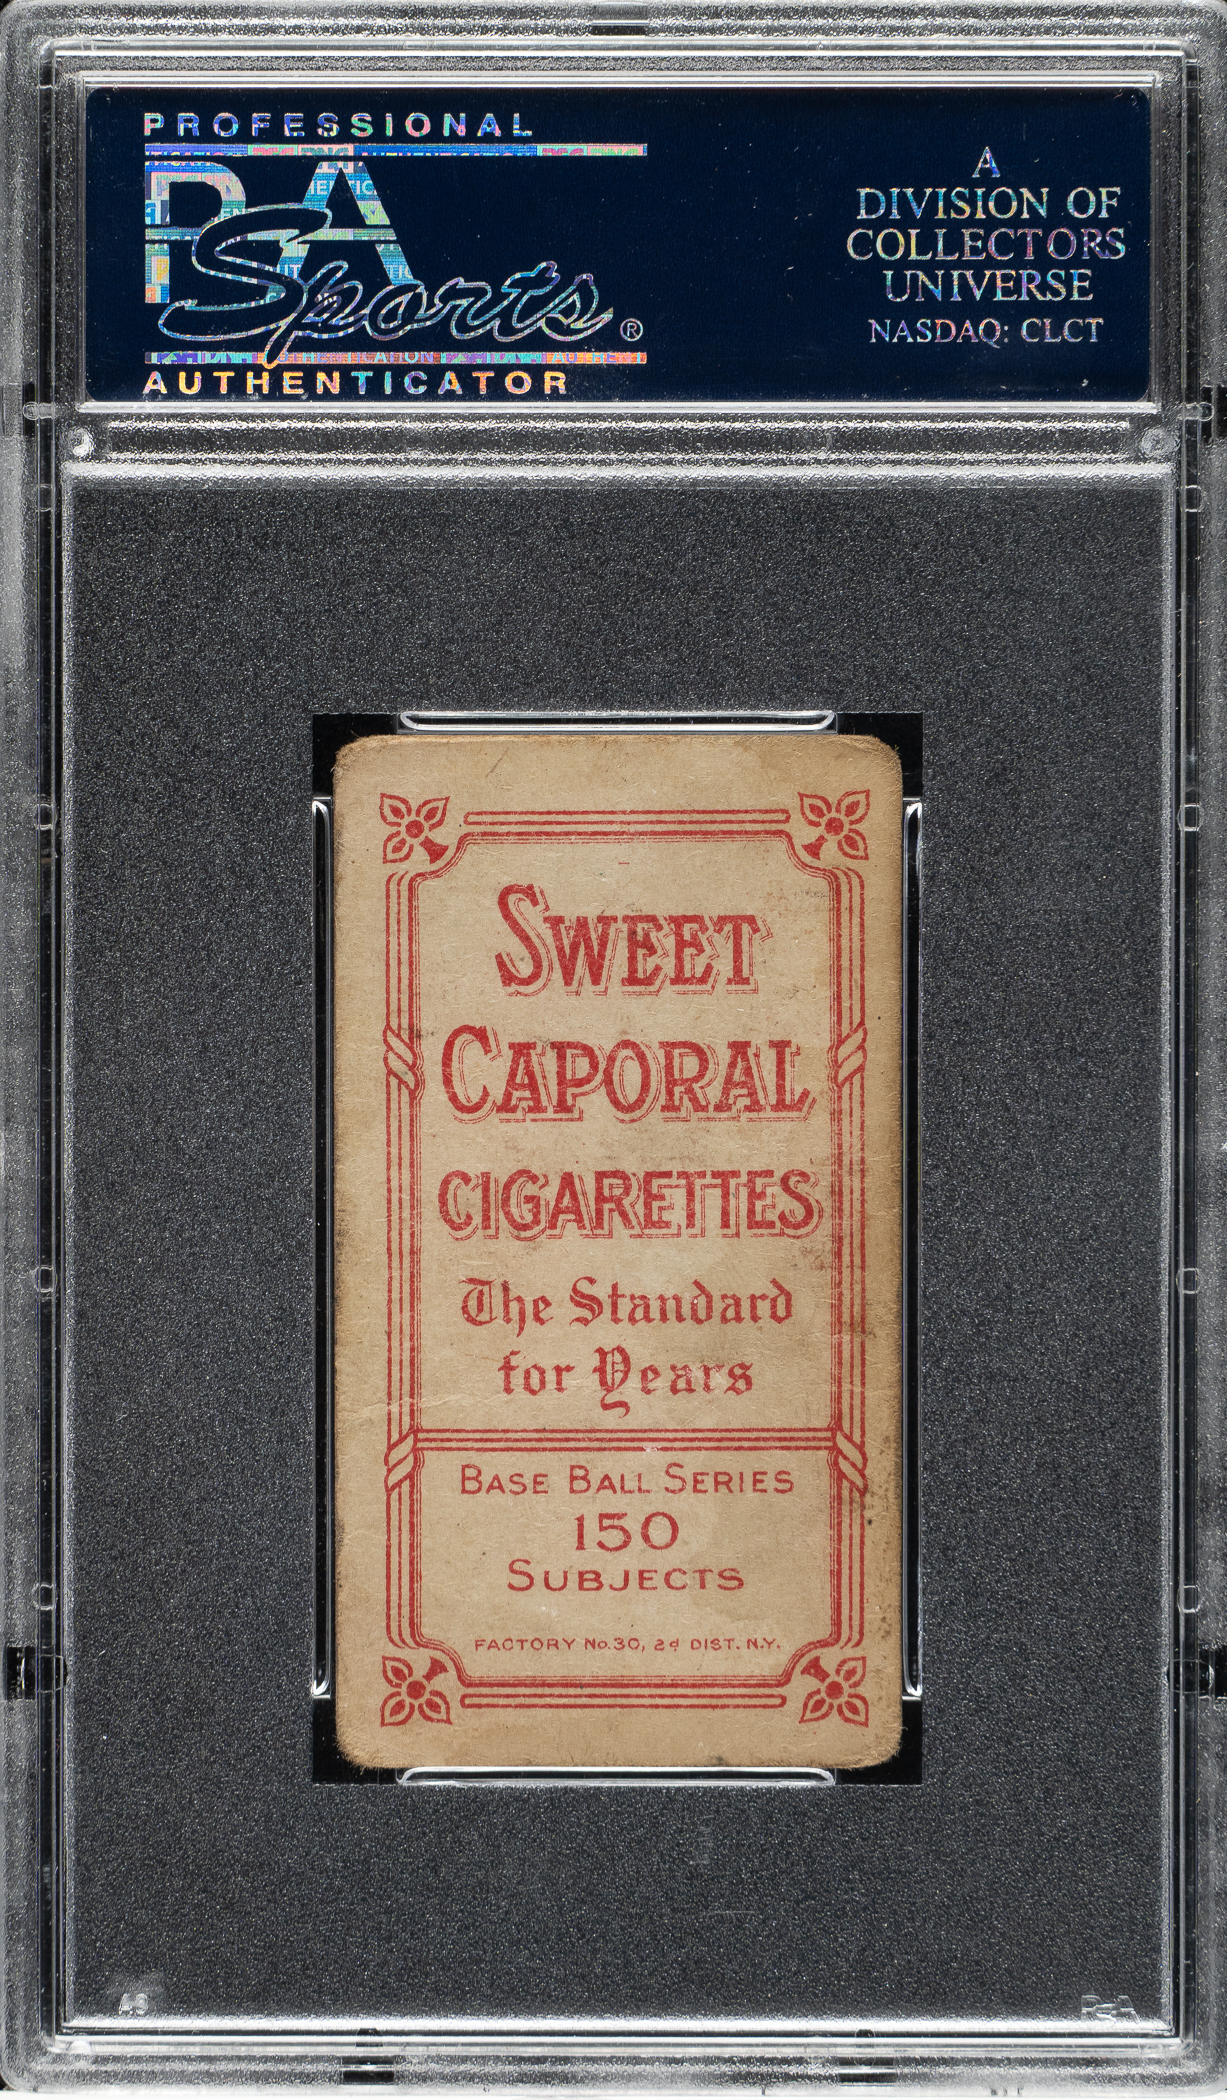 PROFESSIONAL
PSA
Sports®
AUTHENTICATOR
A
DIVISION OF
COLLECTORS
UNIVERSE
NASDAQ: CLCT
SWEET
CAPORAL
CIGARETTES
The Standard
for Years
BASE BALL SERIES
150
SUBJECTS
FACTORY No.30, 2d DIST. N.Y.
PSA